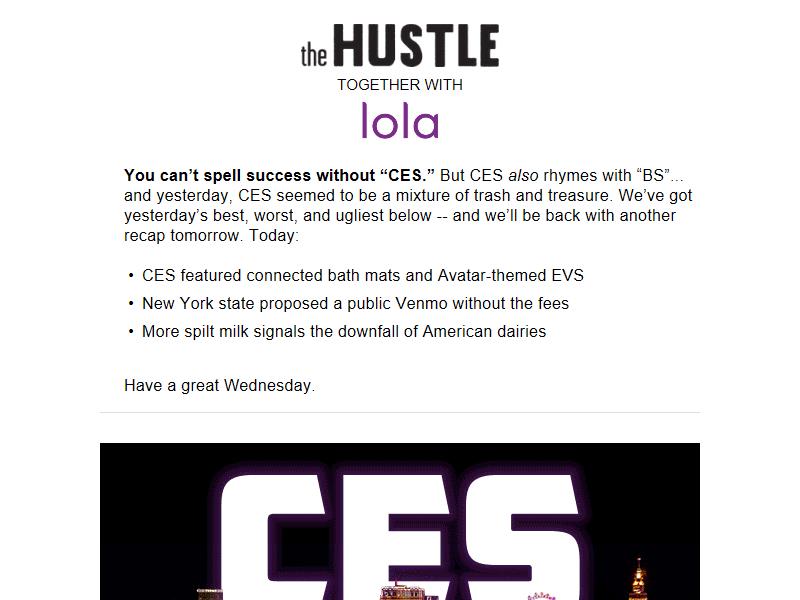 the HUSTLE
TOGETHER WITH
lola
You can’t spell success without “CES.” But CES also rhymes with “BS”...
and yesterday, CES seemed to be a mixture of trash and treasure. We’ve got
yesterday’s best, worst, and ugliest below -- and we’ll be back with another
recap tomorrow. Today:
• CES featured connected bath mats and Avatar-themed EVS
• New York state proposed a public Venmo without the fees
• More spilt milk signals the downfall of American dairies
Have a great Wednesday.
CES